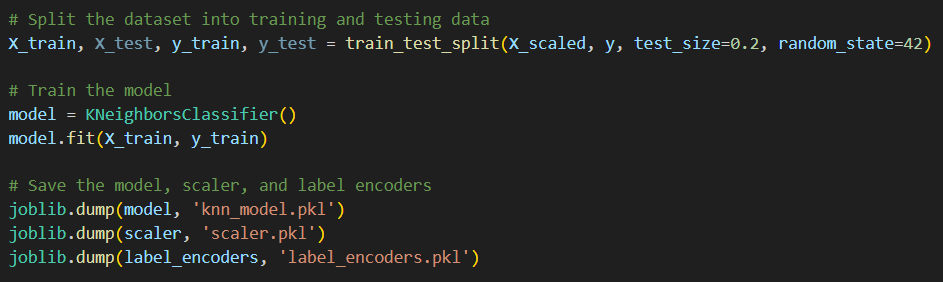 # Split the dataset into training and testing data
X_train, X_test, y_train, y_test = train_test_split(X_scaled, y, test_size=0.2, random_state=42)
# Train the model
model = KNeighborsClassifier()
model.fit(X_train, y_train)
# Save the model, scaler, and label encoders
joblib.dump(model, 'knn_model.pkl')
joblib.dump(scaler, 'scaler.pkl')
joblib.dump(label_encoders, 'label_encoders.pkl')